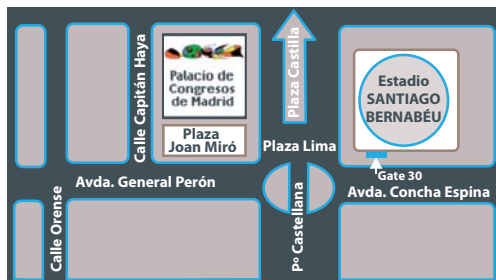 Calle Capitán Haya
Palacio de
Congresos
de Madrid
Plaza
Joan Miró
Plaza Castilla
Estadio
SANTIAGO
BERNABÉU
Plaza Lima
Gate 30
Avda. General Perón
Avda. Concha Espina
Calle Orense
Pº Castellana